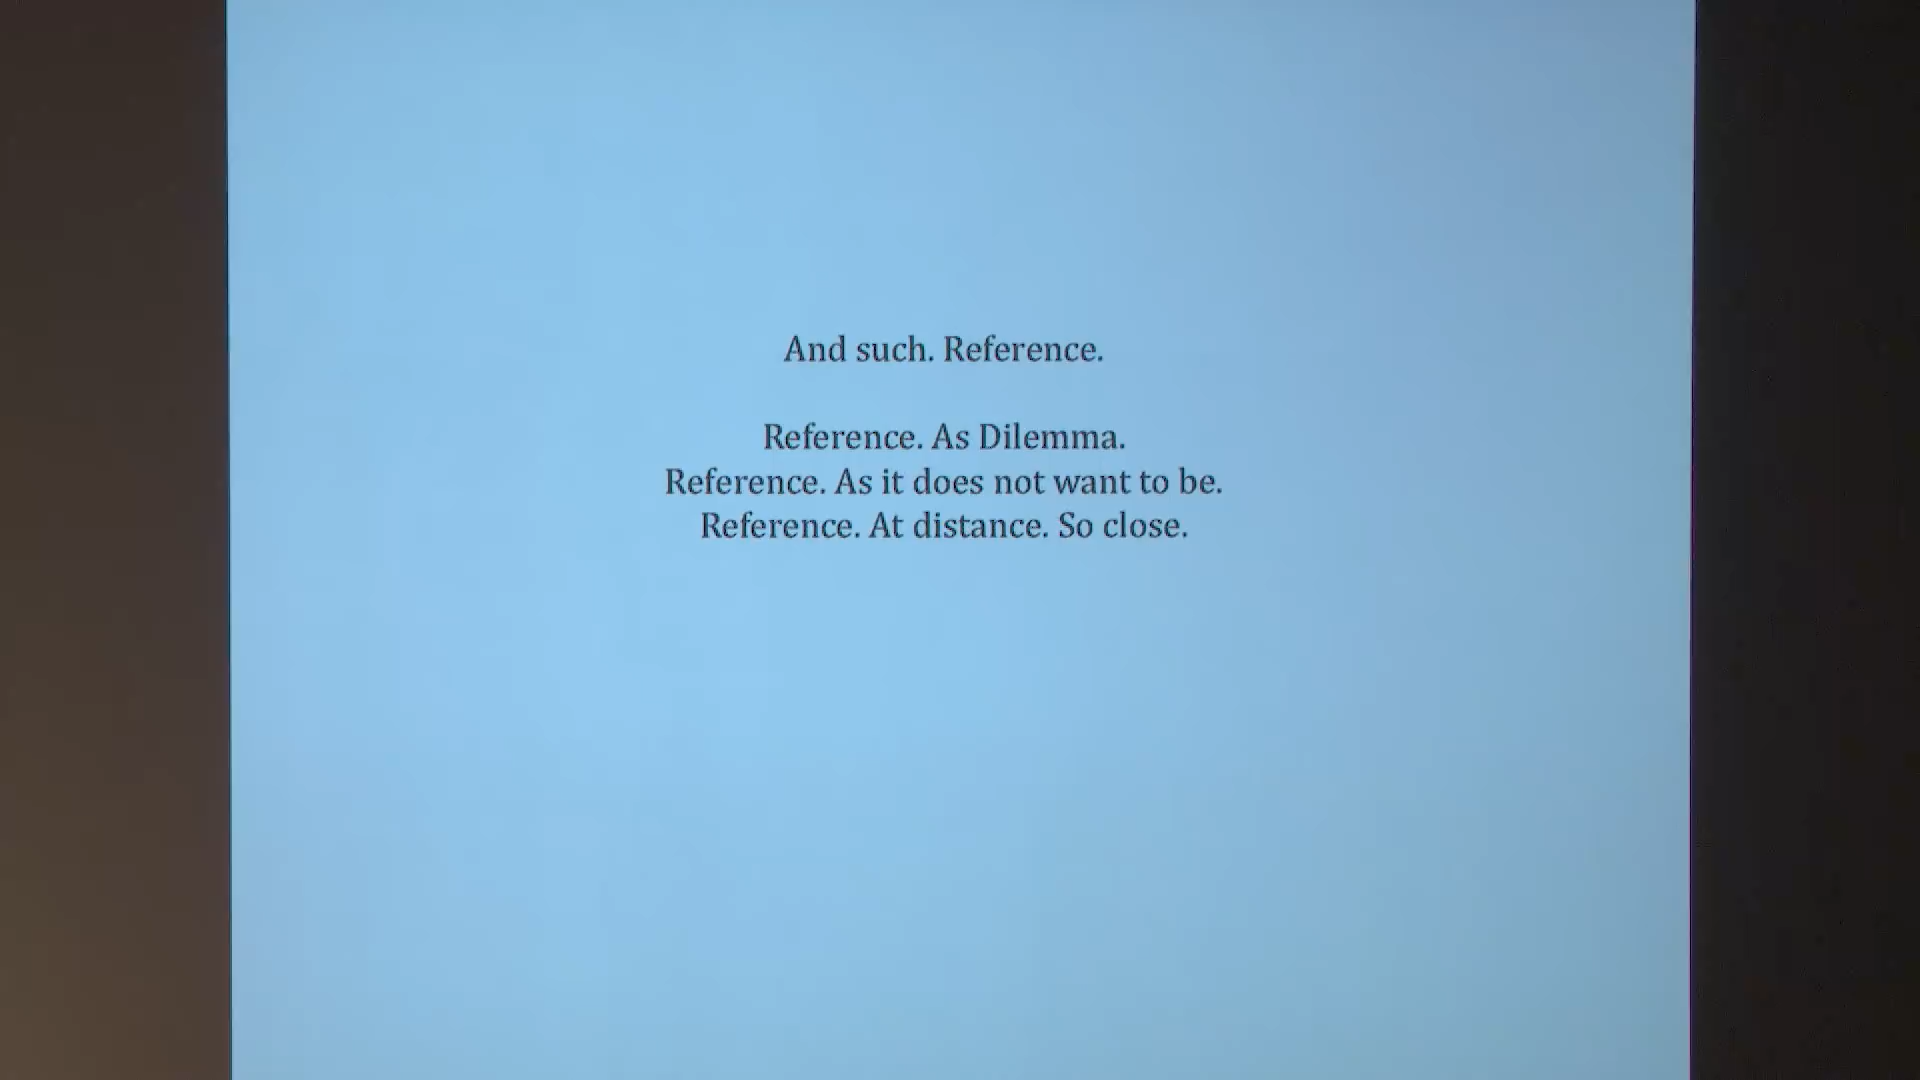 And such. Reference.
Reference. As Dilemma.
Reference. As it does not want to be.
Reference. At distance. So close.